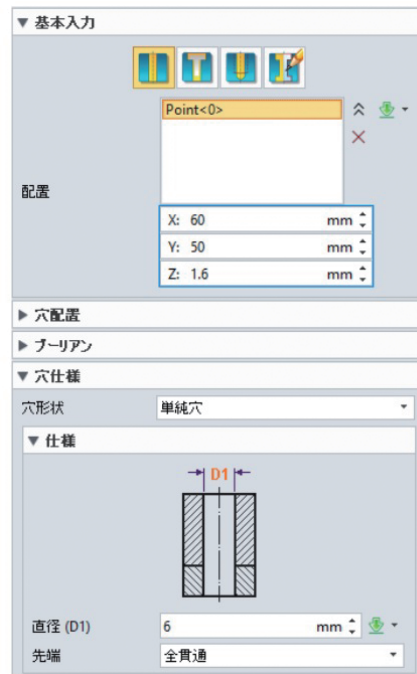 ▼ 基本入力
Point<0>
配置
X: 60 mm
Y: 50 mm
Z: 1.6 mm
▶ 穴配置
▶ ブーリアン
▼ 穴仕様
穴形状 単純穴
▼ 仕様
D1
直径 (D1) 6 mm
先端 全貫通